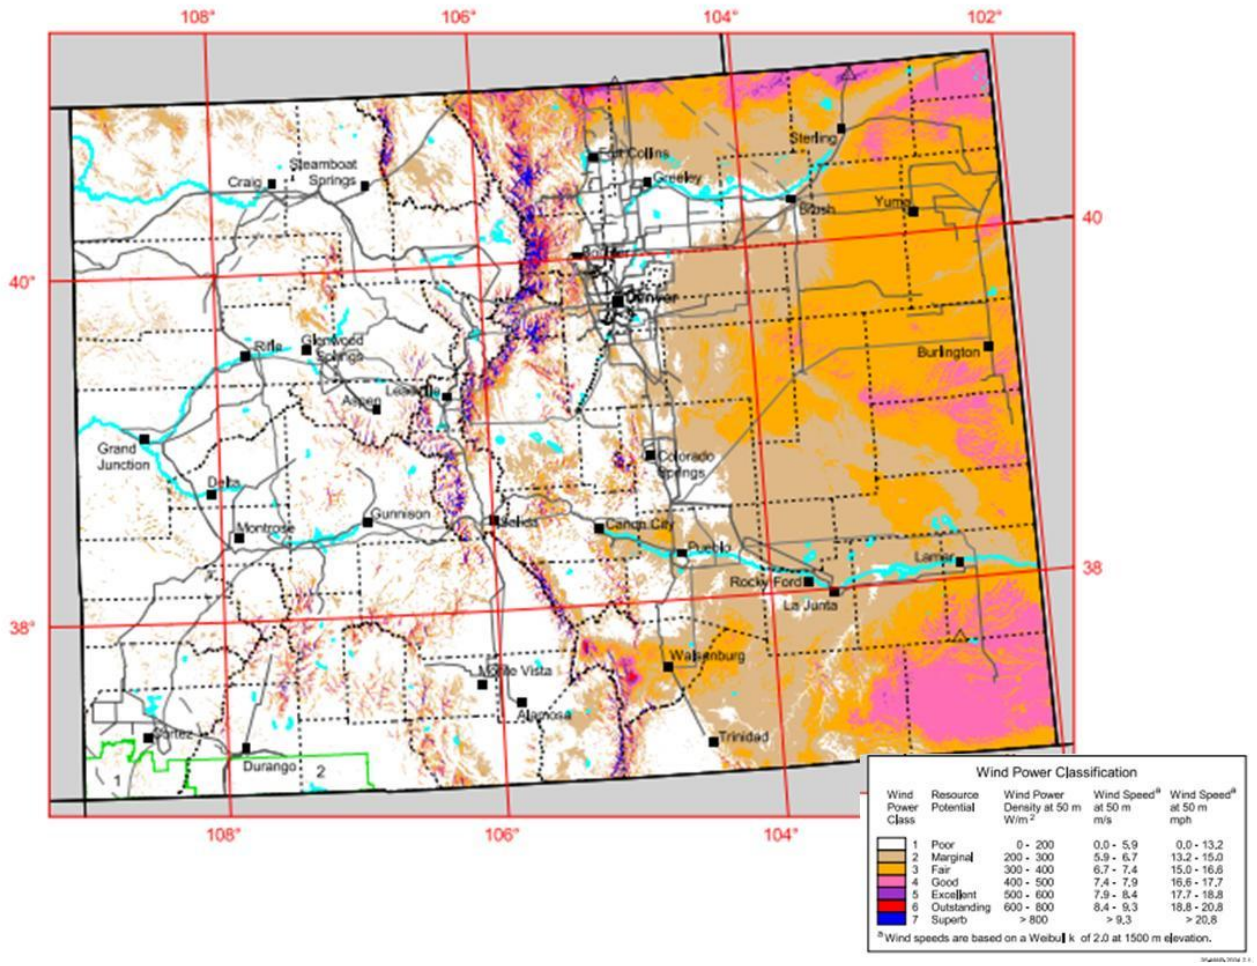 108° 106° 104° 102°
Sterling
Fort Collins
Steamboat
Springs
Craig
Greeley
Brush
Yuma
40
Boulder
40°
Denver
Rifle
Glenwood
Springs
Burlington
Leadville
Aspen
Grand
Junction
Colorado
Springs
Delta
Gunnison
Montrose
Salida
Canon City
Pueblo
Lamar
38
Rocky Ford
La Junta
38°
Walsenburg
Monte Vista
Alamosa
Trinidad
Cortez
Durango
1
2
108° 106° 104°
Wind Power Classification
Wind Resource Wind Power Wind Speedᵃ Wind Speedᵃ
Power Potential Density at 50 m at 50 m at 50 m
Class W/m² m/s mph
1 Poor 0 - 200 0.0 - 5.9 0.0 - 13.2
2 Marginal 200 - 300 5.9 - 6.7 13.2 - 15.0
3 Fair 300 - 400 6.7 - 7.4 15.0 - 16.6
4 Good 400 - 500 7.4 - 7.9 16.6 - 17.7
5 Excellent 500 - 600 7.9 - 8.4 17.7 - 18.8
6 Outstanding 600 - 800 8.4 - 9.3 18.8 - 20.8
7 Superb > 800 > 9.3 > 20.8
ᵃ Wind speeds are based on a Weibull k of 2.0 at 1500 m elevation.